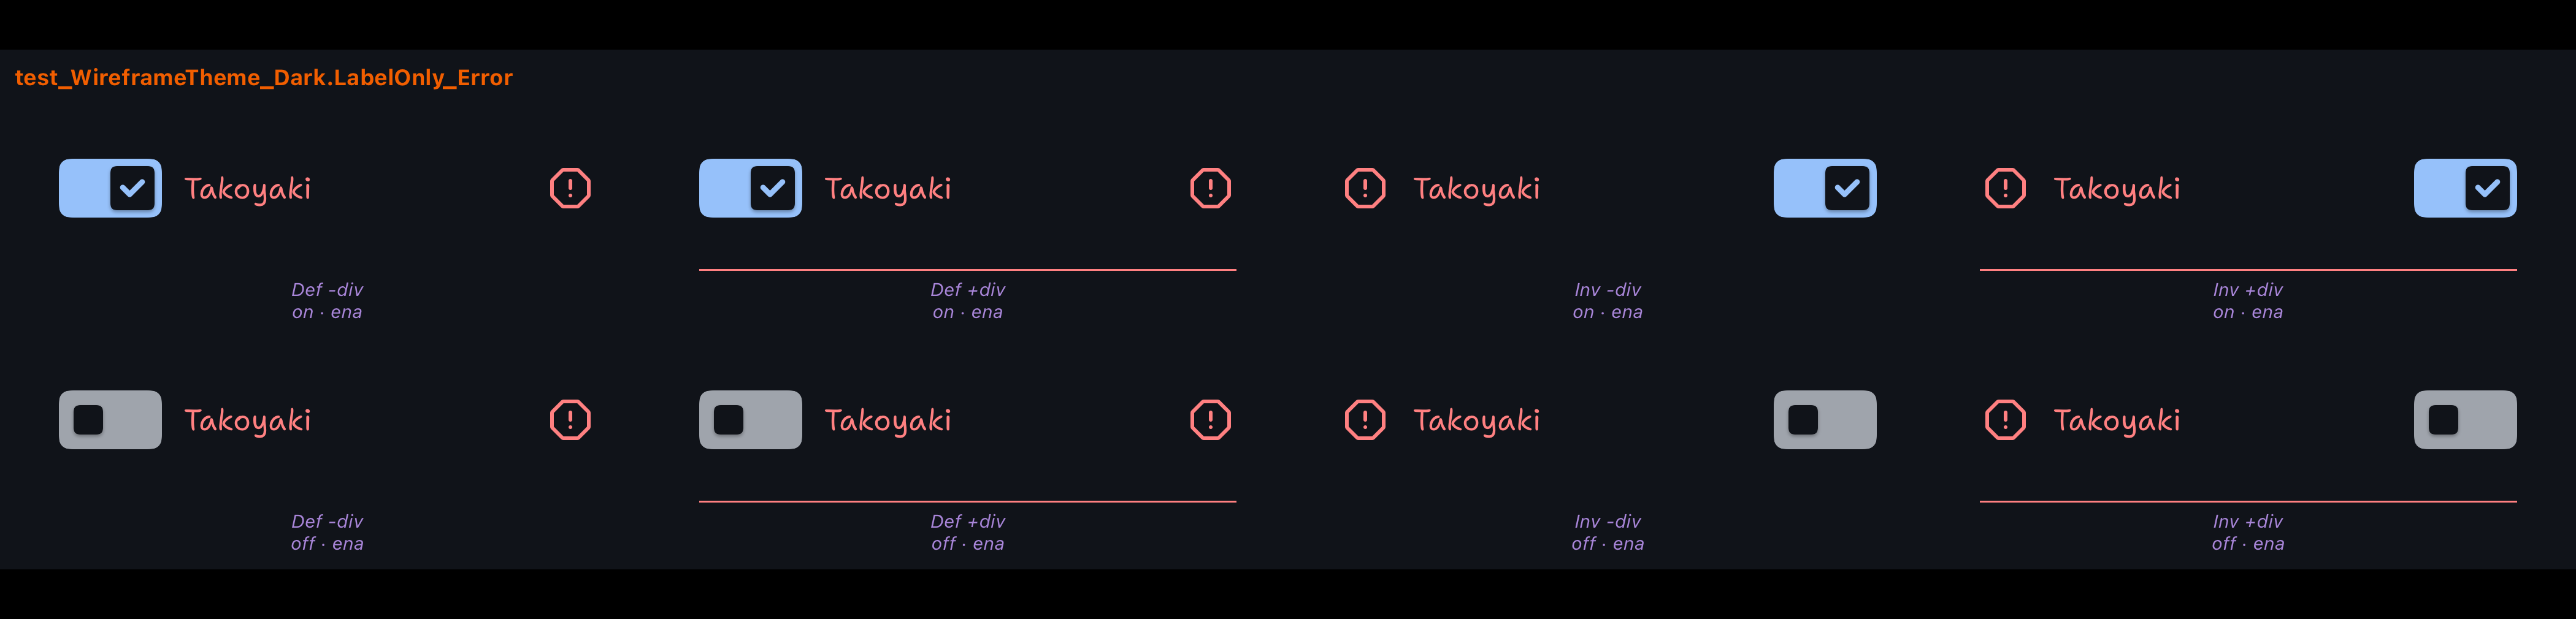 test_WireframeTheme_Dark.LabelOnly_Error
Takoyaki
Takoyaki
Takoyaki
Takoyaki
Def -div
on · ena
Def +div
on · ena
Inv -div
on · ena
Inv +div
on · ena
Takoyaki
Takoyaki
Takoyaki
Takoyaki
Def -div
off · ena
Def +div
off · ena
Inv -div
off · ena
Inv +div
off · ena